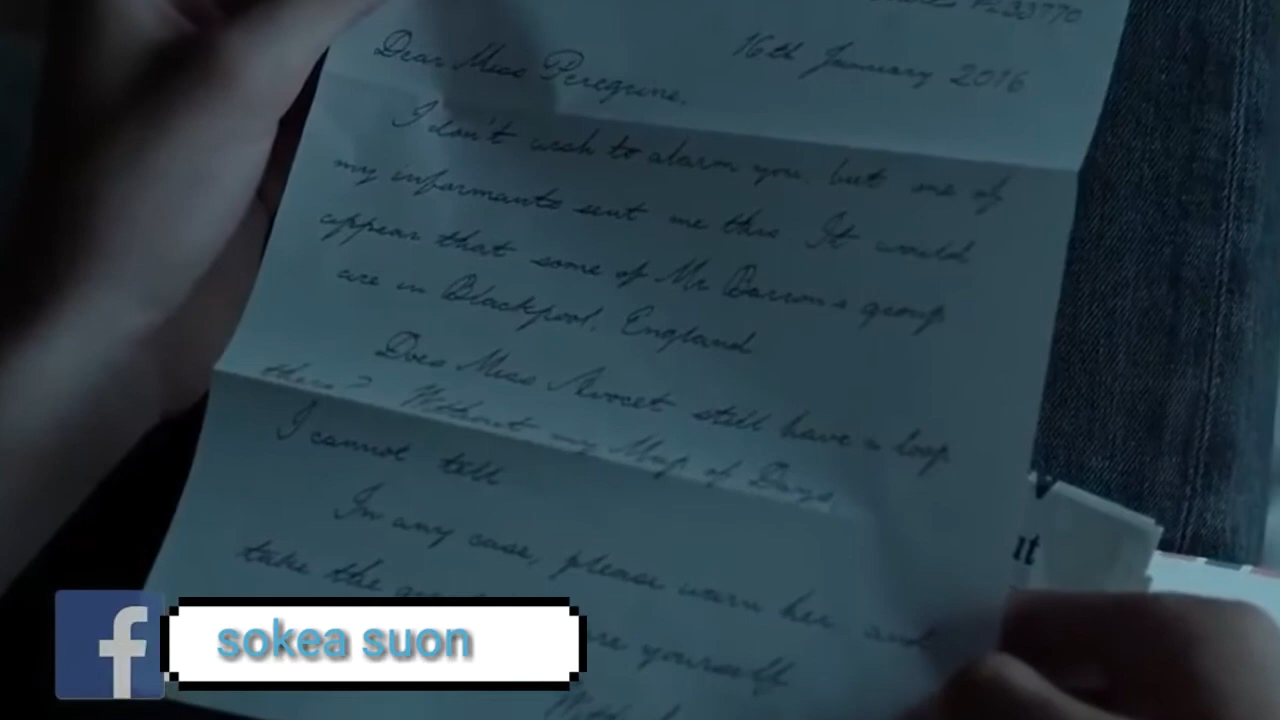 FL33770
16th January 2016
Dear Miss Peregrine,
I don't wish to alarm you, but one of
my informants sent me this. It would
appear that some of Mr Barron's group
are in Blackpool, England
Does Miss Avocet still have a loop
there? Without my Map of Days
I cannot tell
In any case, please warn her and
take the yourself
With
ut
f
sokea suon